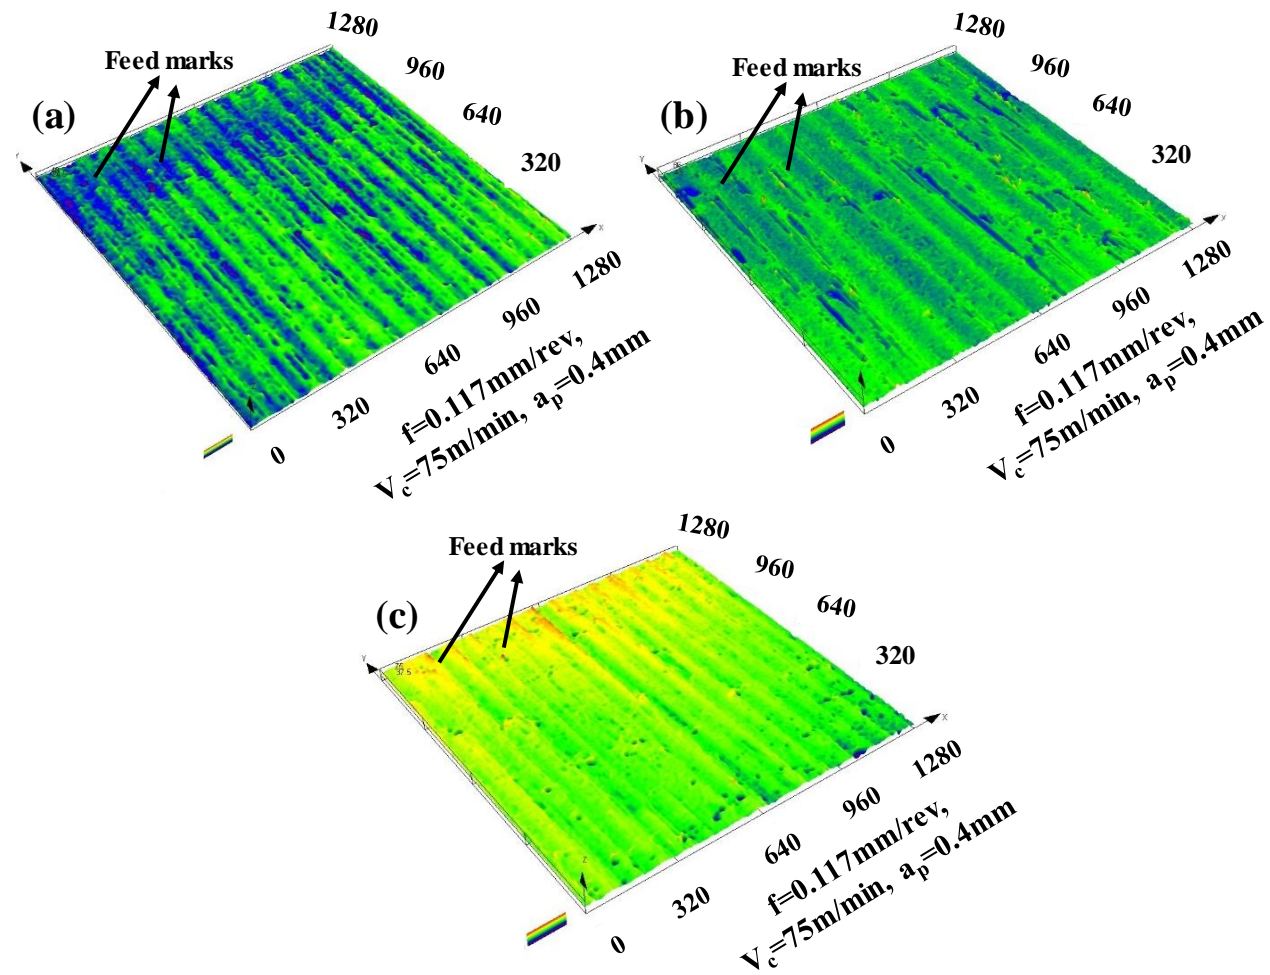 Feed marks
(a)
1280
960
640
320
0
320
640
960
1280
f=0.117mm/rev,
Vc=75m/min, ap=0.4mm
X
Feed marks
(b)
1280
960
640
320
0
320
640
960
1280
f=0.117mm/rev,
Vc=75m/min, ap=0.4mm
Y
X
Feed marks
(c)
1280
960
640
320
0
320
640
960
1280
f=0.117mm/rev,
Vc=75m/min, ap=0.4mm
Y
75
37.5
Z
X